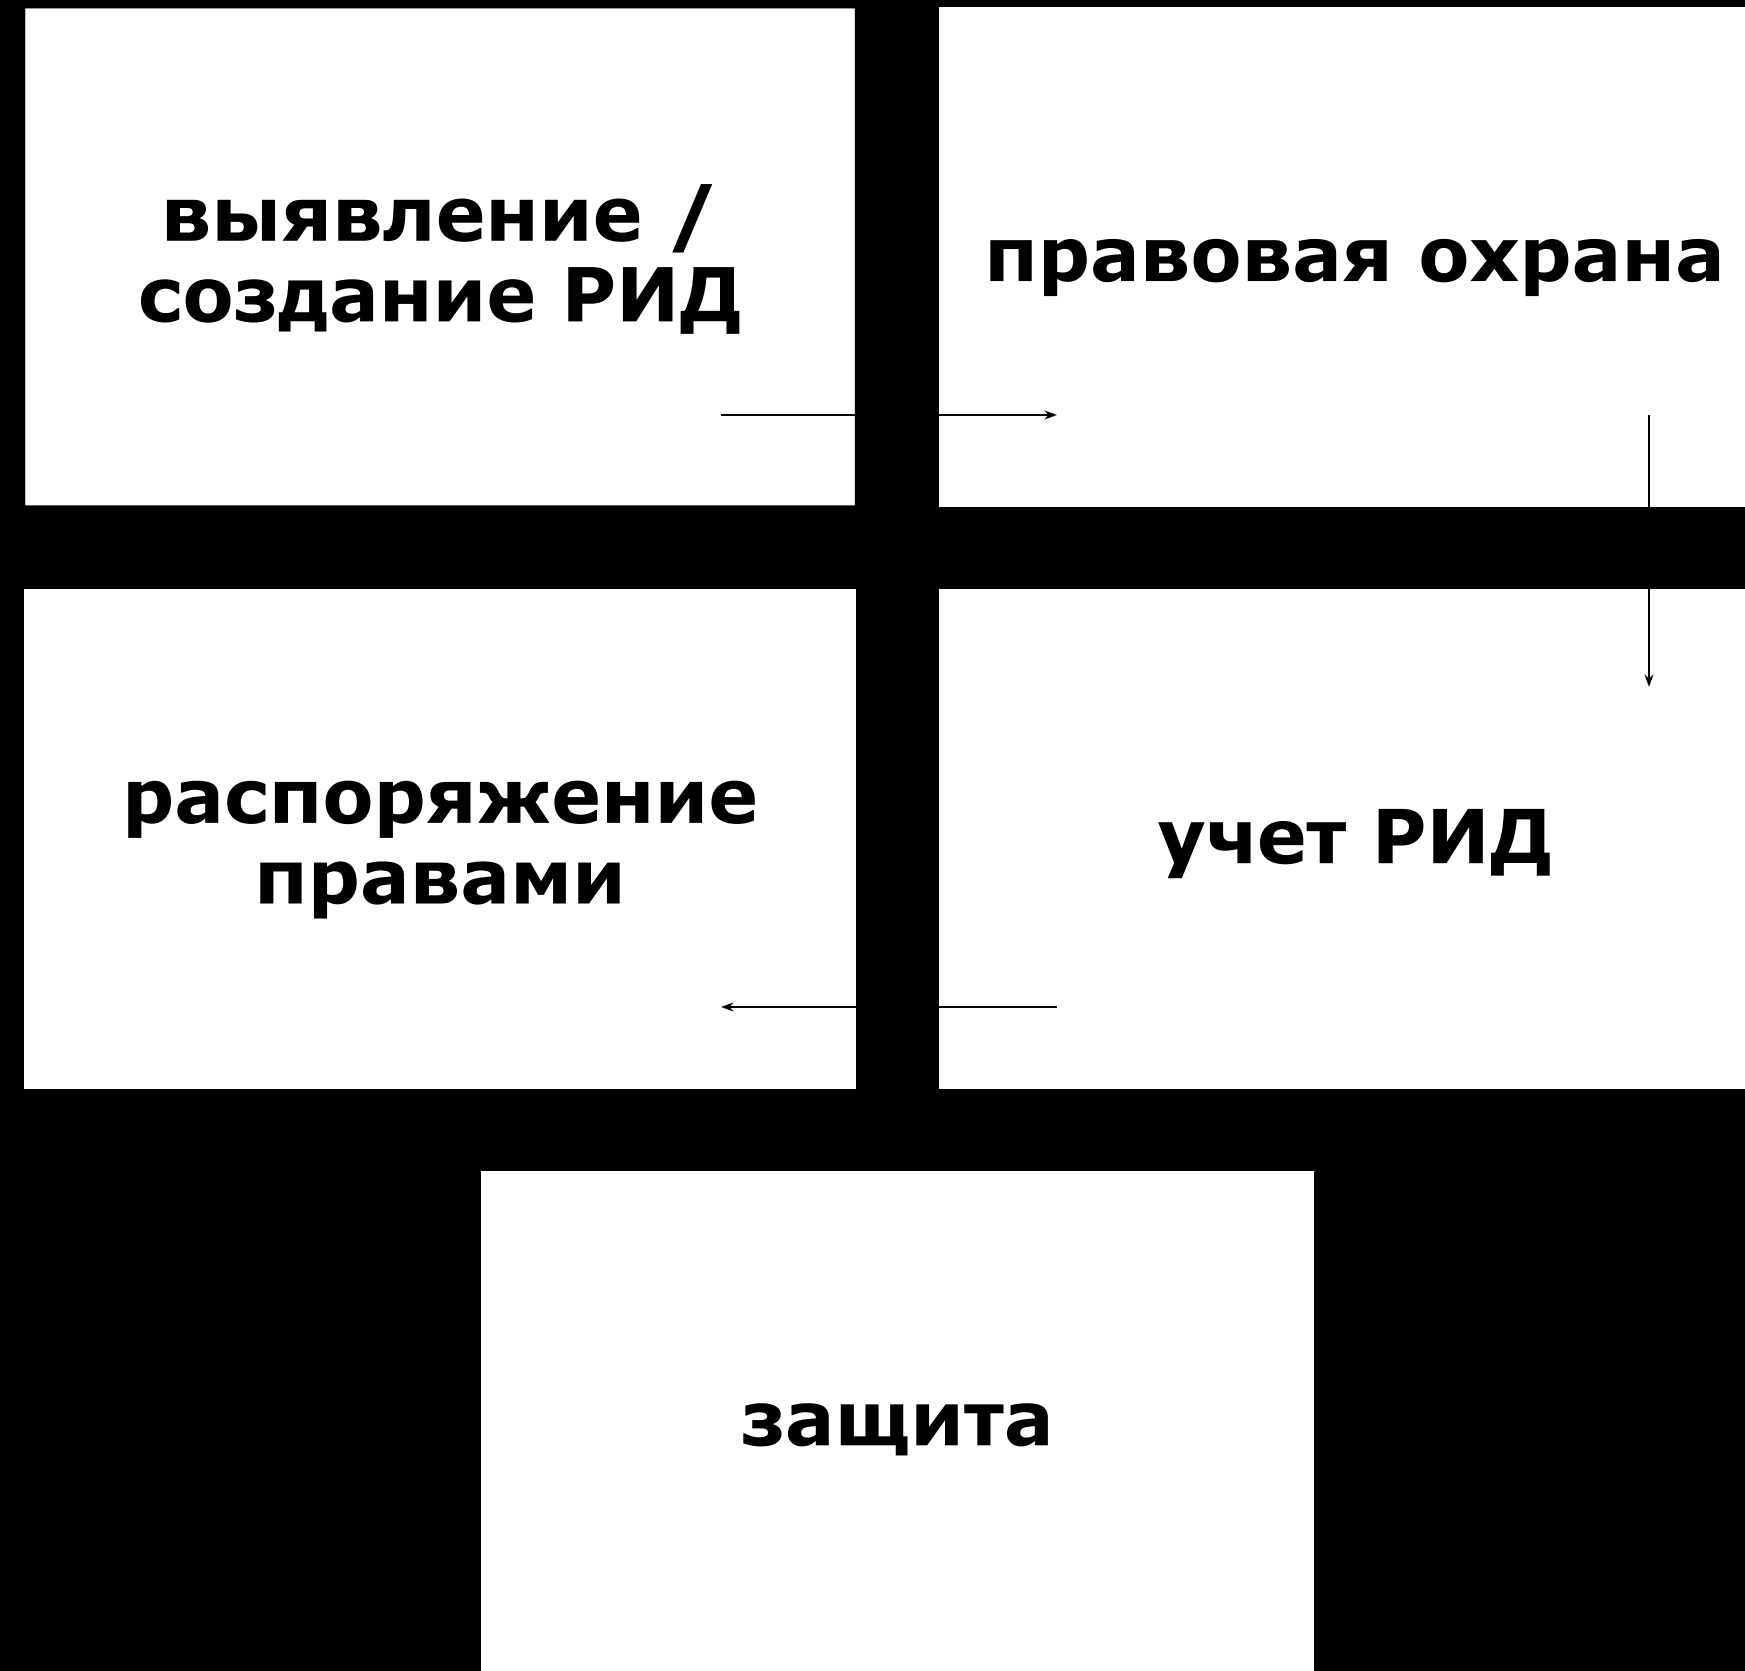 выявление /
создание РИД
правовая охрана
распоряжение
правами
учет РИД
защита